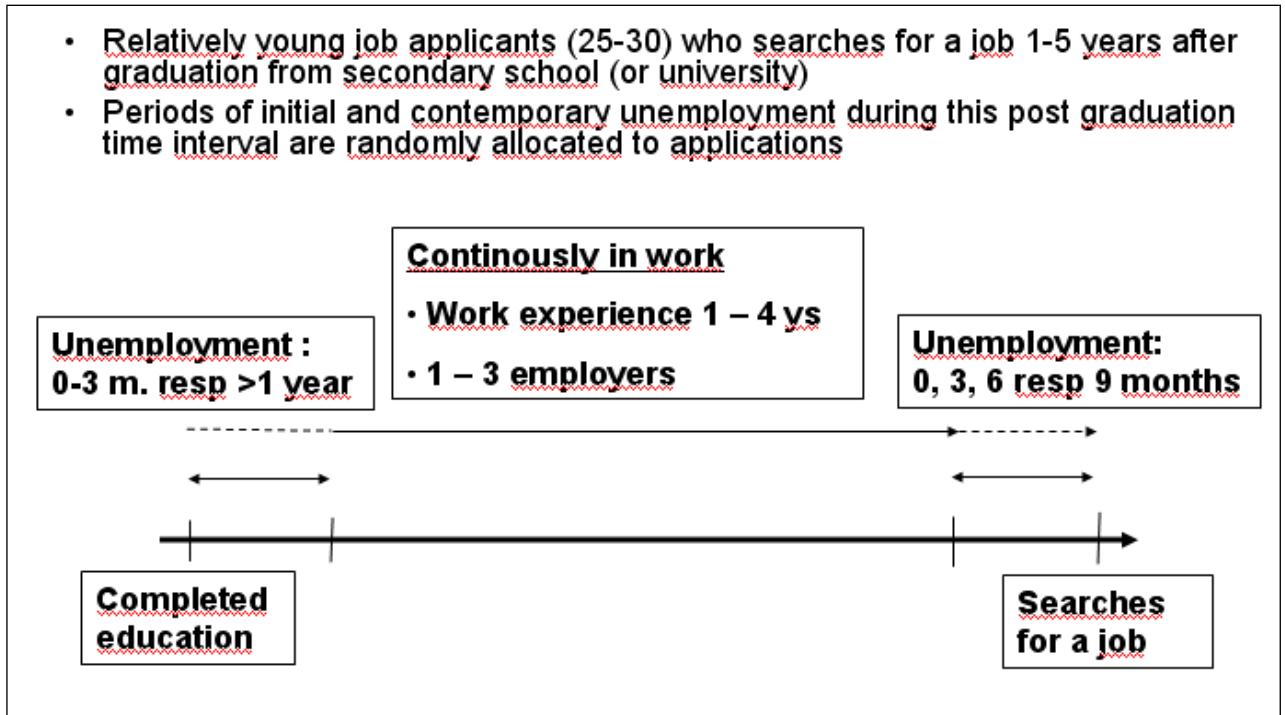 • Relatively young job applicants (25-30) who searches for a job 1-5 years after
graduation from secondary school (or university)
• Periods of initial and contemporary unemployment during this post graduation
time interval are randomly allocated to applications
Continously in work
• Work experience 1 – 4 ys
• 1 – 3 employers
Unemployment :
0-3 m. resp >1 year
Unemployment:
0, 3, 6 resp 9 months
Completed
education
Searches
for a job